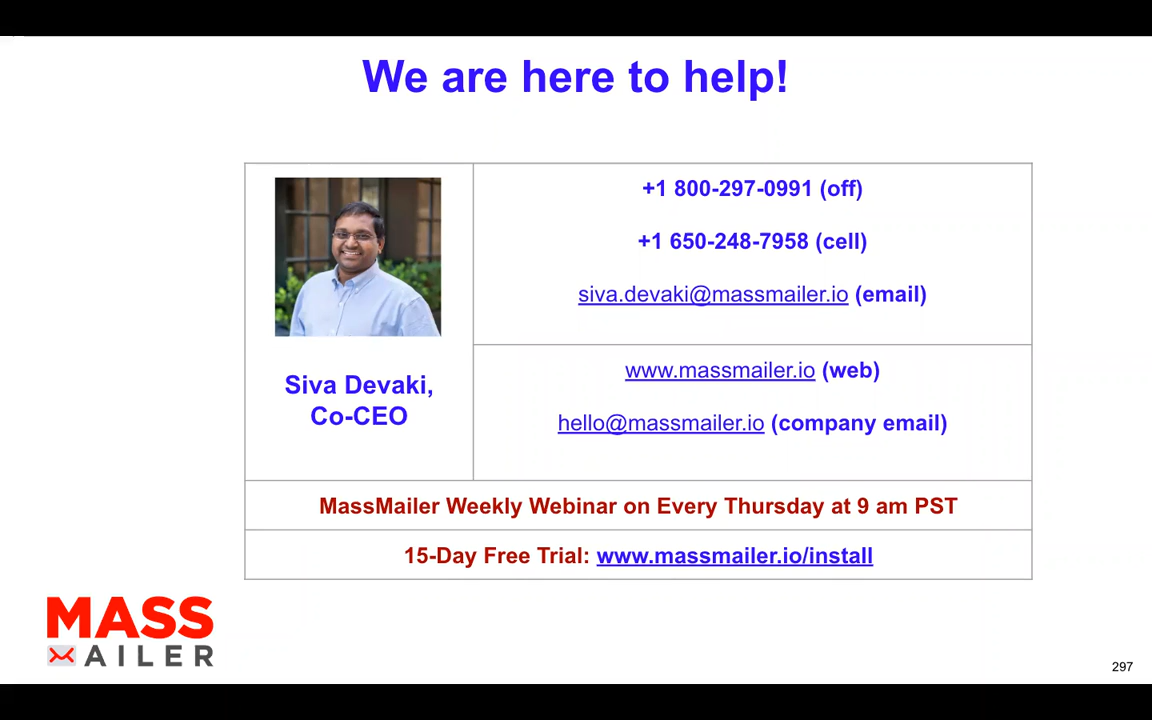 We are here to help!
+1 800-297-0991 (off)
+1 650-248-7958 (cell)
siva.devaki@massmailer.io (email)
Siva Devaki,
Co-CEO
www.massmailer.io (web)
hello@massmailer.io (company email)
MassMailer Weekly Webinar on Every Thursday at 9 am PST
15-Day Free Trial: www.massmailer.io/install
MASS
AILER
297